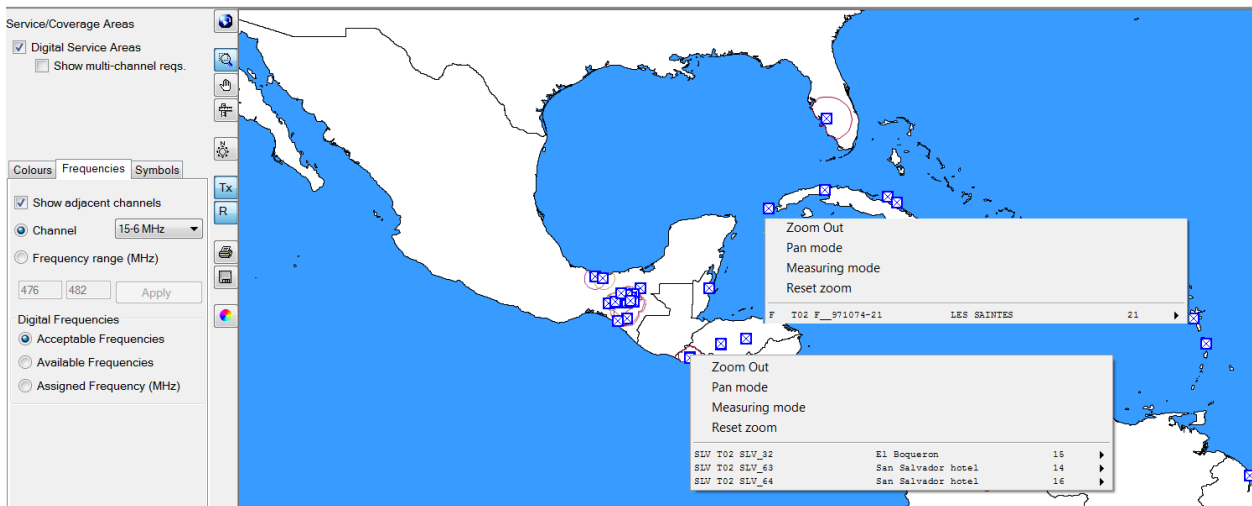 Service/Coverage Areas
Digital Service Areas
Show multi-channel reqs.
Colours Frequencies Symbols
Show adjacent channels
Channel 15-6 MHz
Frequency range (MHz)
476 482 Apply
Digital Frequencies
Acceptable Frequencies
Available Frequencies
Assigned Frequency (MHz)
N
Tx
R
Zoom Out
Pan mode
Measuring mode
Reset zoom
F T02 F__971074-21 LES SAINTES 21
Zoom Out
Pan mode
Measuring mode
Reset zoom
SLV T02 SLV_32 El Boqueron 15
SLV T02 SLV_63 San Salvador hotel 14
SLV T02 SLV_64 San Salvador hotel 16